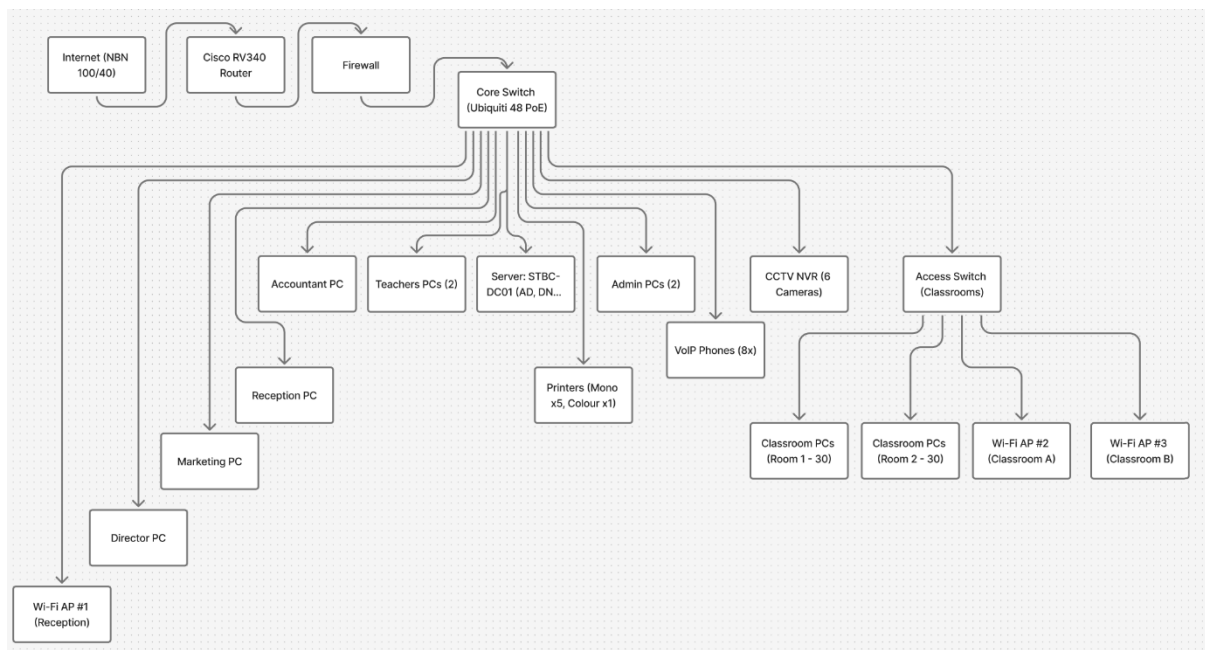 Internet (NBN
100/40)
Cisco RV340
Router
Firewall
Core Switch
(Ubiquiti 48 PoE)
Accountant PC
Teachers PCs (2)
Server: STBC-
DC01 (AD, DN...
Admin PCs (2)
CCTV NVR (6
Cameras)
Access Switch
(Classrooms)
VoIP Phones (8x)
Reception PC
Printers (Mono
x5, Colour x1)
Marketing PC
Classroom PCs
(Room 1 - 30)
Classroom PCs
(Room 2 - 30)
Wi-Fi AP #2
(Classroom A)
Wi-Fi AP #3
(Classroom B)
Director PC
Wi-Fi AP #1
(Reception)